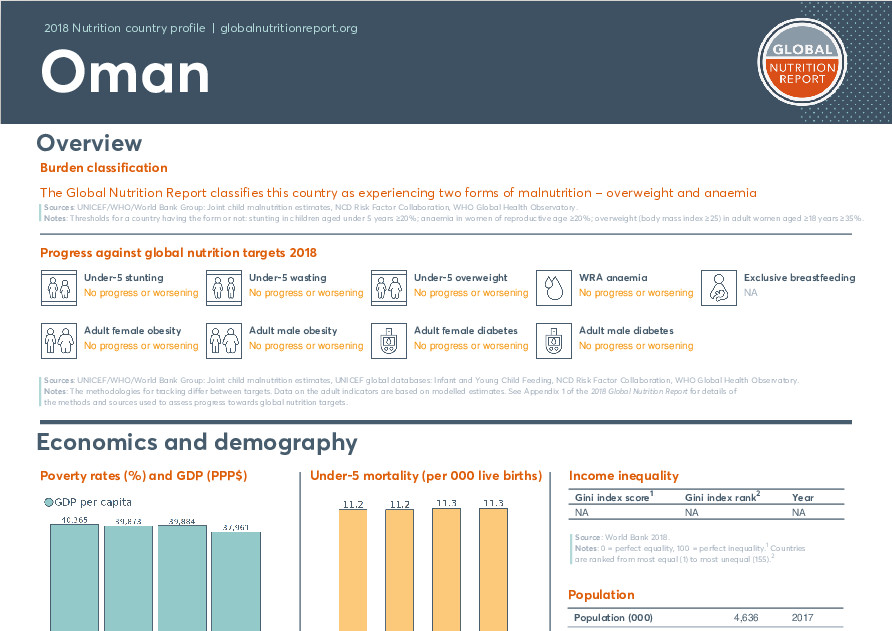 2018 Nutrition country profile | globalnutritionreport.org
Oman
GLOBAL
NUTRITION
REPORT
Overview
Burden classification
The Global Nutrition Report classifies this country as experiencing two forms of malnutrition – overweight and anaemia
Sources: UNICEF/WHO/World Bank Group: Joint child malnutrition estimates, NCD Risk Factor Collaboration, WHO Global Health Observatory.
Notes: Thresholds for a country having the form or not: stunting in children aged under 5 years ≥20%; anaemia in women of reproductive age ≥20%; overweight (body mass index ≥25) in adult women aged ≥18 years ≥35%.
Progress against global nutrition targets 2018
Under-5 stunting
No progress or worsening
Under-5 wasting
No progress or worsening
Under-5 overweight
No progress or worsening
WRA anaemia
No progress or worsening
Exclusive breastfeeding
NA
Adult female obesity
No progress or worsening
Adult male obesity
No progress or worsening
Adult female diabetes
No progress or worsening
Adult male diabetes
No progress or worsening
Sources: UNICEF/WHO/World Bank Group: Joint child malnutrition estimates, UNICEF global databases: Infant and Young Child Feeding, NCD Risk Factor Collaboration, WHO Global Health Observatory.
Notes: The methodologies for tracking differ between targets. Data on the adult indicators are based on modelled estimates. See Appendix 1 of the 2018 Global Nutrition Report for details of
the methods and sources used to assess progress towards global nutrition targets.
Economics and demography
Poverty rates (%) and GDP (PPP$)
GDP per capita
40,265 39,873 39,884 37,961
Under-5 mortality (per 000 live births)
11.2 11.2 11.3 11.3
Income inequality
Gini index score1 Gini index rank2 Year
NA NA NA
Source: World Bank 2018.
Notes: 0 = perfect equality, 100 = perfect inequality.1 Countries
are ranked from most equal (1) to most unequal (155).2
Population
Population (000) 4,636 2017